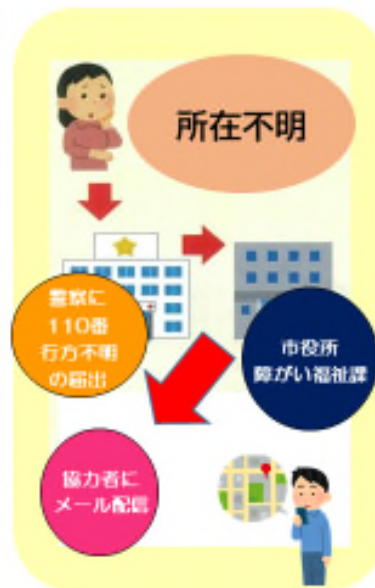 所在不明
警察に
110番
行方不明
の届出
市役所
障がい福祉課
協力者に
メール配信